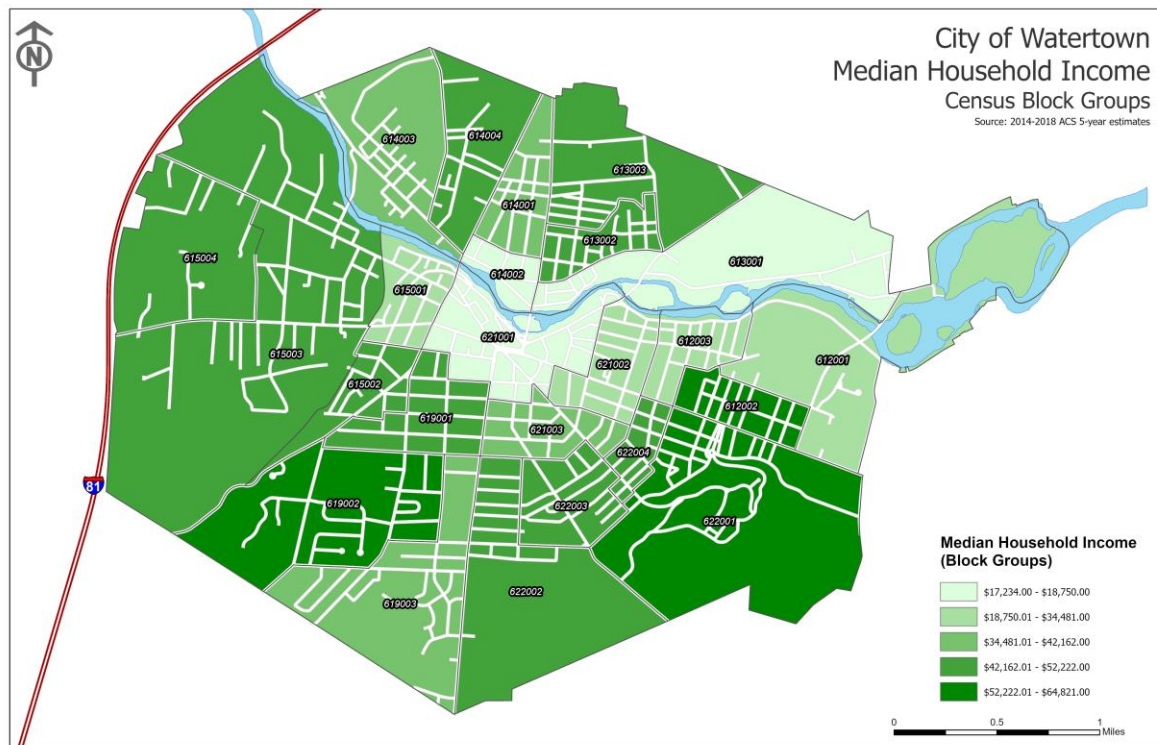 N
City of Watertown
Median Household Income
Census Block Groups
Source: 2014-2018 ACS 5-year estimates
614003
614004
614001
613003
613002
615004
614002
613001
615001
621001
612003
615003
621002
612001
615002
612002
619001
621003
622004
81
619002
622003
622001
622002
619003
Median Household Income
(Block Groups)
$17,234.00 - $18,750.00
$18,750.01 - $34,481.00
$34,481.01 - $42,162.00
$42,162.01 - $52,222.00
$52,222.01 - $64,821.00
0 0.5 1
Miles